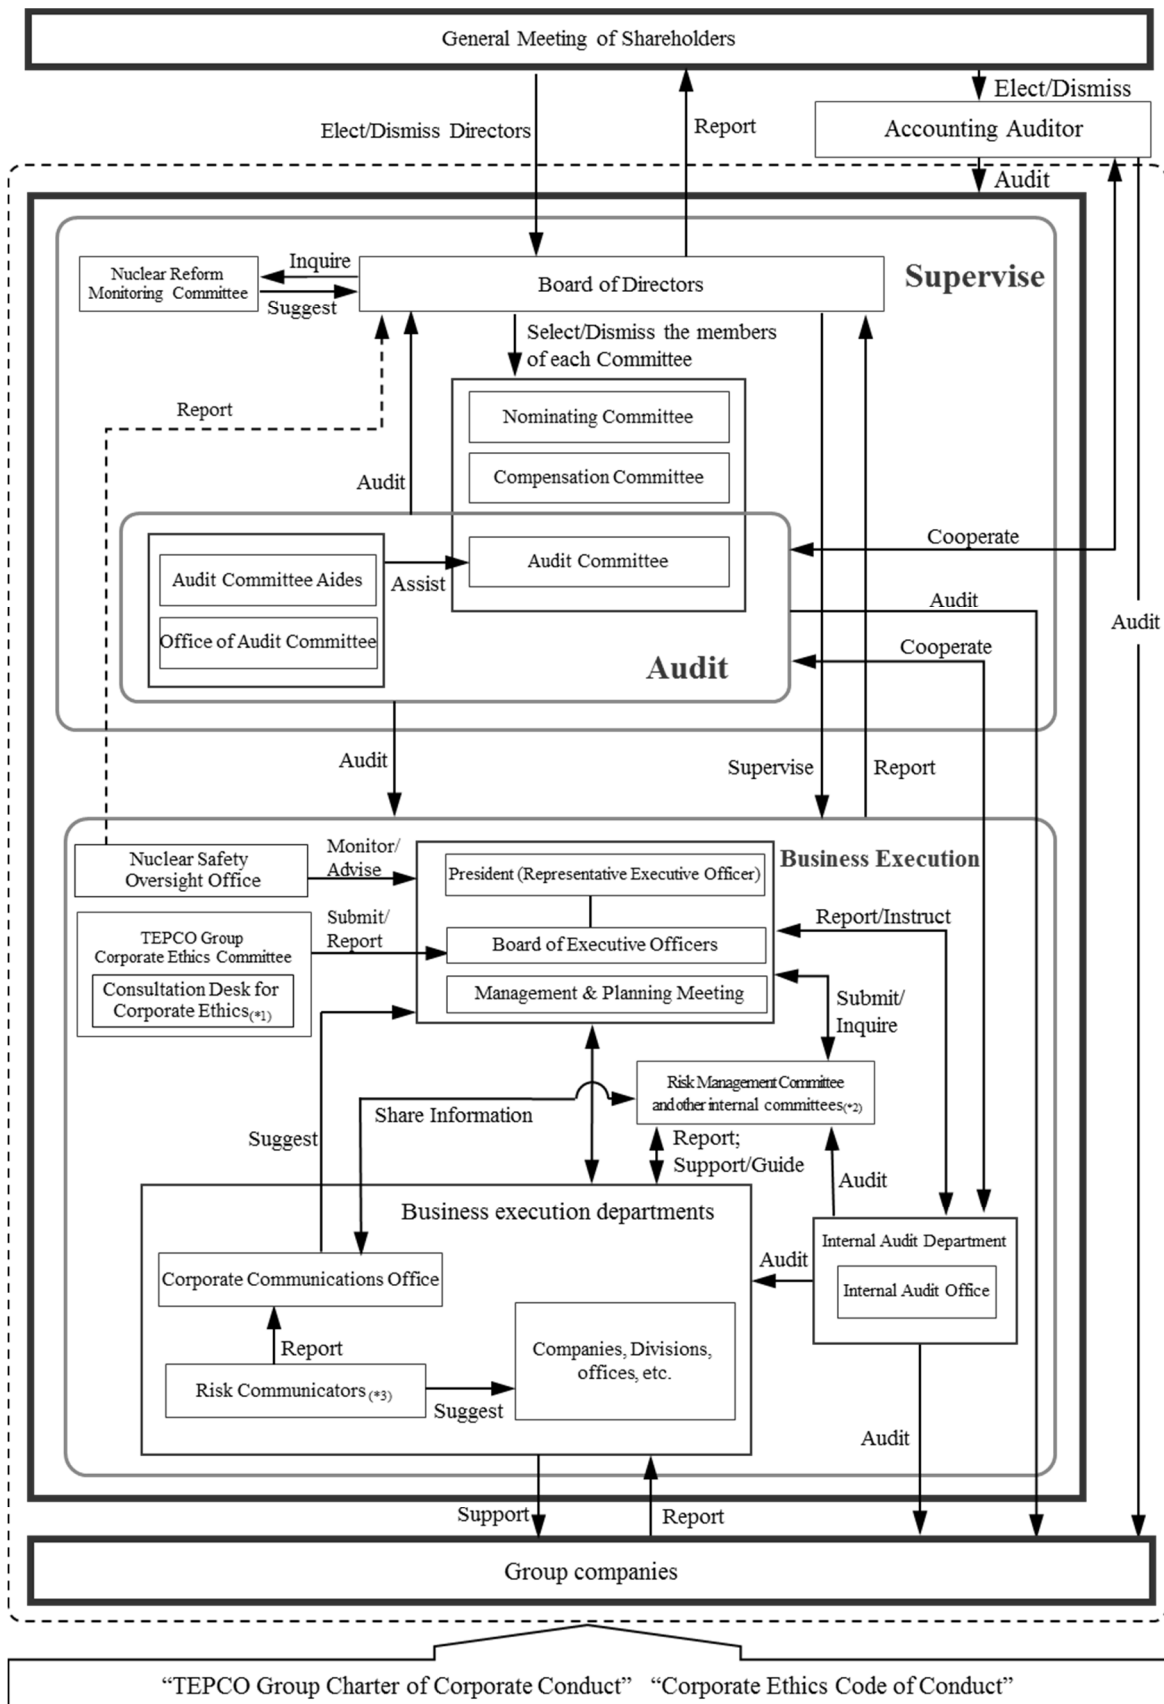 General Meeting of Shareholders
Elect/Dismiss
Elect/Dismiss Directors
Report
Accounting Auditor
Audit
Supervise
Nuclear Reform
Monitoring Committee
Inquire
Suggest
Board of Directors
Select/Dismiss the members
of each Committee
Report
Nominating Committee
Compensation Committee
Audit
Audit Committee Aides
Office of Audit Committee
Assist
Audit Committee
Cooperate
Audit
Audit
Cooperate
Audit
Audit
Supervise
Report
Business Execution
Nuclear Safety
Oversight Office
Monitor/
Advise
President (Representative Executive Officer)
Submit/
Report
TEPCO Group
Corporate Ethics Committee
Consultation Desk for
Corporate Ethics(*1)
Board of Executive Officers
Management & Planning Meeting
Report/Instruct
Submit/
Inquire
Risk Management Committee
and other internal committees(*2)
Share Information
Suggest
Report;
Support/Guide
Audit
Business execution departments
Internal Audit Department
Internal Audit Office
Audit
Corporate Communications Office
Report
Companies, Divisions,
offices, etc.
Risk Communicators (*3)
Suggest
Audit
Support
Report
Group companies
“TEPCO Group Charter of Corporate Conduct” “Corporate Ethics Code of Conduct”